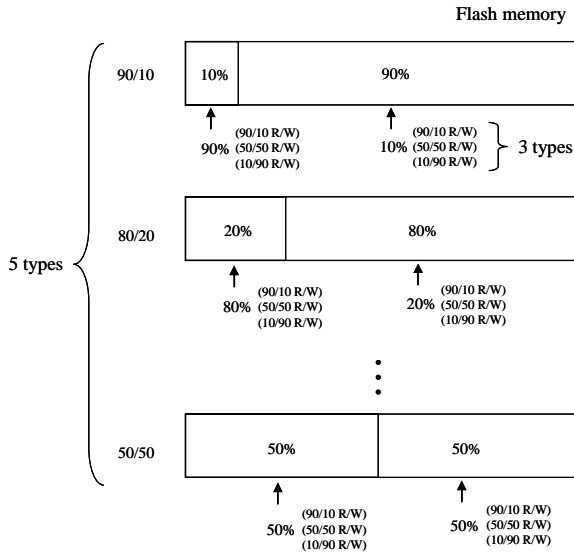 Flash memory
90/10
10%
90%
90%
(90/10 R/W)
(50/50 R/W)
(10/90 R/W)
10%
(90/10 R/W)
(50/50 R/W)
(10/90 R/W)
3 types
5 types
80/20
20%
80%
80%
(90/10 R/W)
(50/50 R/W)
(10/90 R/W)
20%
(90/10 R/W)
(50/50 R/W)
(10/90 R/W)
50/50
50%
50%
50%
(90/10 R/W)
(50/50 R/W)
(10/90 R/W)
50%
(90/10 R/W)
(50/50 R/W)
(10/90 R/W)